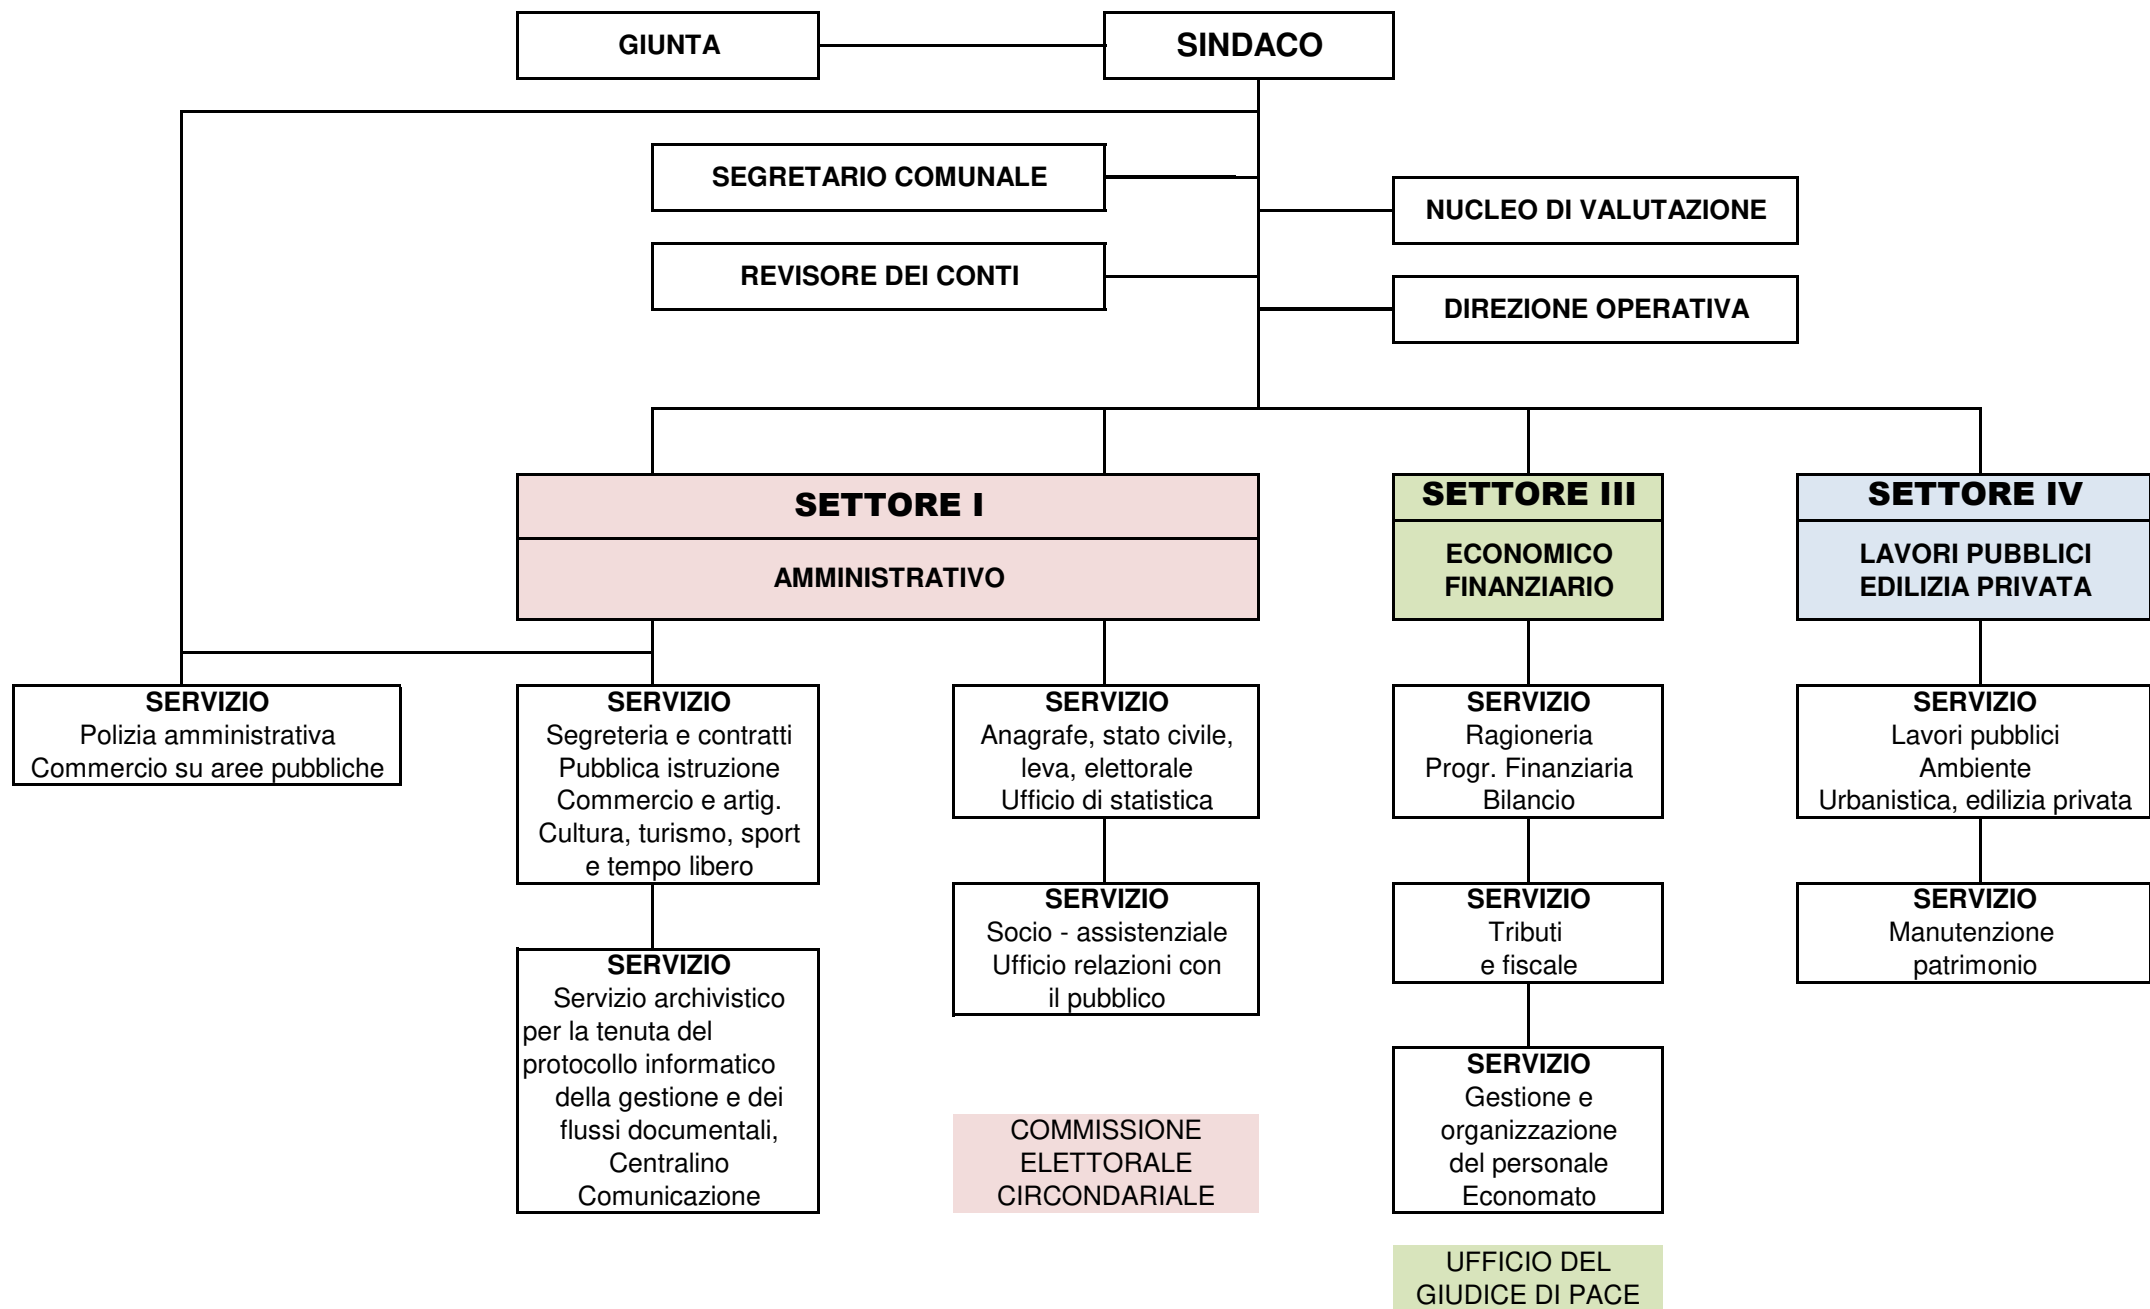 GIUNTA
SINDACO
SEGRETARIO COMUNALE
NUCLEO DI VALUTAZIONE
REVISORE DEI CONTI
DIREZIONE OPERATIVA
SETTORE I
AMMINISTRATIVO
SETTORE III
ECONOMICO
FINANZIARIO
SETTORE IV
LAVORI PUBBLICI
EDILIZIA PRIVATA
SERVIZIO
Polizia amministrativa
Commercio su aree pubbliche
SERVIZIO
Segreteria e contratti
Pubblica istruzione
Commercio e artig.
Cultura, turismo, sport
e tempo libero
SERVIZIO
Anagrafe, stato civile,
leva, elettorale
Ufficio di statistica
SERVIZIO
Ragioneria
Progr. Finanziaria
Bilancio
SERVIZIO
Lavori pubblici
Ambiente
Urbanistica, edilizia privata
SERVIZIO
Servizio archivistico
per la tenuta del
protocollo informatico
della gestione e dei
flussi documentali,
Centralino
Comunicazione
SERVIZIO
Socio - assistenziale
Ufficio relazioni con
il pubblico
SERVIZIO
Tributi
e fiscale
SERVIZIO
Manutenzione
patrimonio
COMMISSIONE
ELETTORALE
CIRCONDARIALE
SERVIZIO
Gestione e
organizzazione
del personale
Economato
UFFICIO DEL
GIUDICE DI PACE